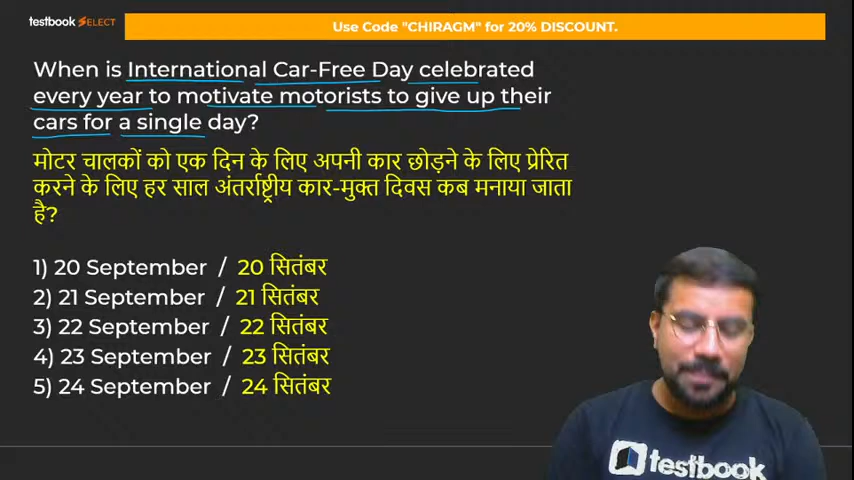 testbook SELECT
Use Code "CHIRAGM" for 20% DISCOUNT.
When is International Car-Free Day celebrated
every year to motivate motorists to give up their
cars for a single day?
मोटर चालकों को एक दिन के लिए अपनी कार छोड़ने के लिए प्रेरित
करने के लिए हर साल अंतर्राष्ट्रीय कार-मुक्त दिवस कब मनाया जाता
है?
1) 20 September / 20 सितंबर
2) 21 September / 21 सितंबर
3) 22 September / 22 सितंबर
4) 23 September / 23 सितंबर
5) 24 September / 24 सितंबर
testbook